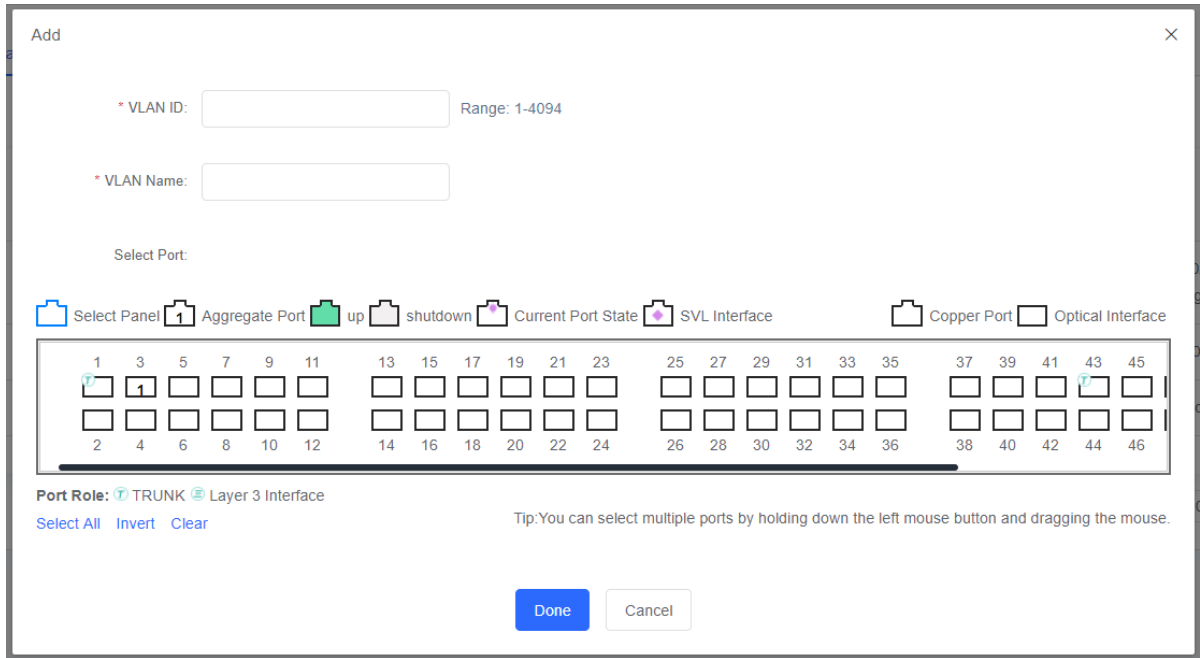 Add
* VLAN ID: Range: 1-4094
* VLAN Name:
Select Port:
Select Panel 1 Aggregate Port up shutdown Current Port State SVL Interface Copper Port Optical Interface
1 3 5 7 9 11 13 15 17 19 21 23 25 27 29 31 33 35 37 39 41 43 45
T 1 T
2 4 6 8 10 12 14 16 18 20 22 24 26 28 30 32 34 36 38 40 42 44 46
Port Role: T TRUNK Layer 3 Interface
Select All Invert Clear Tip:You can select multiple ports by holding down the left mouse button and dragging the mouse.
Done Cancel